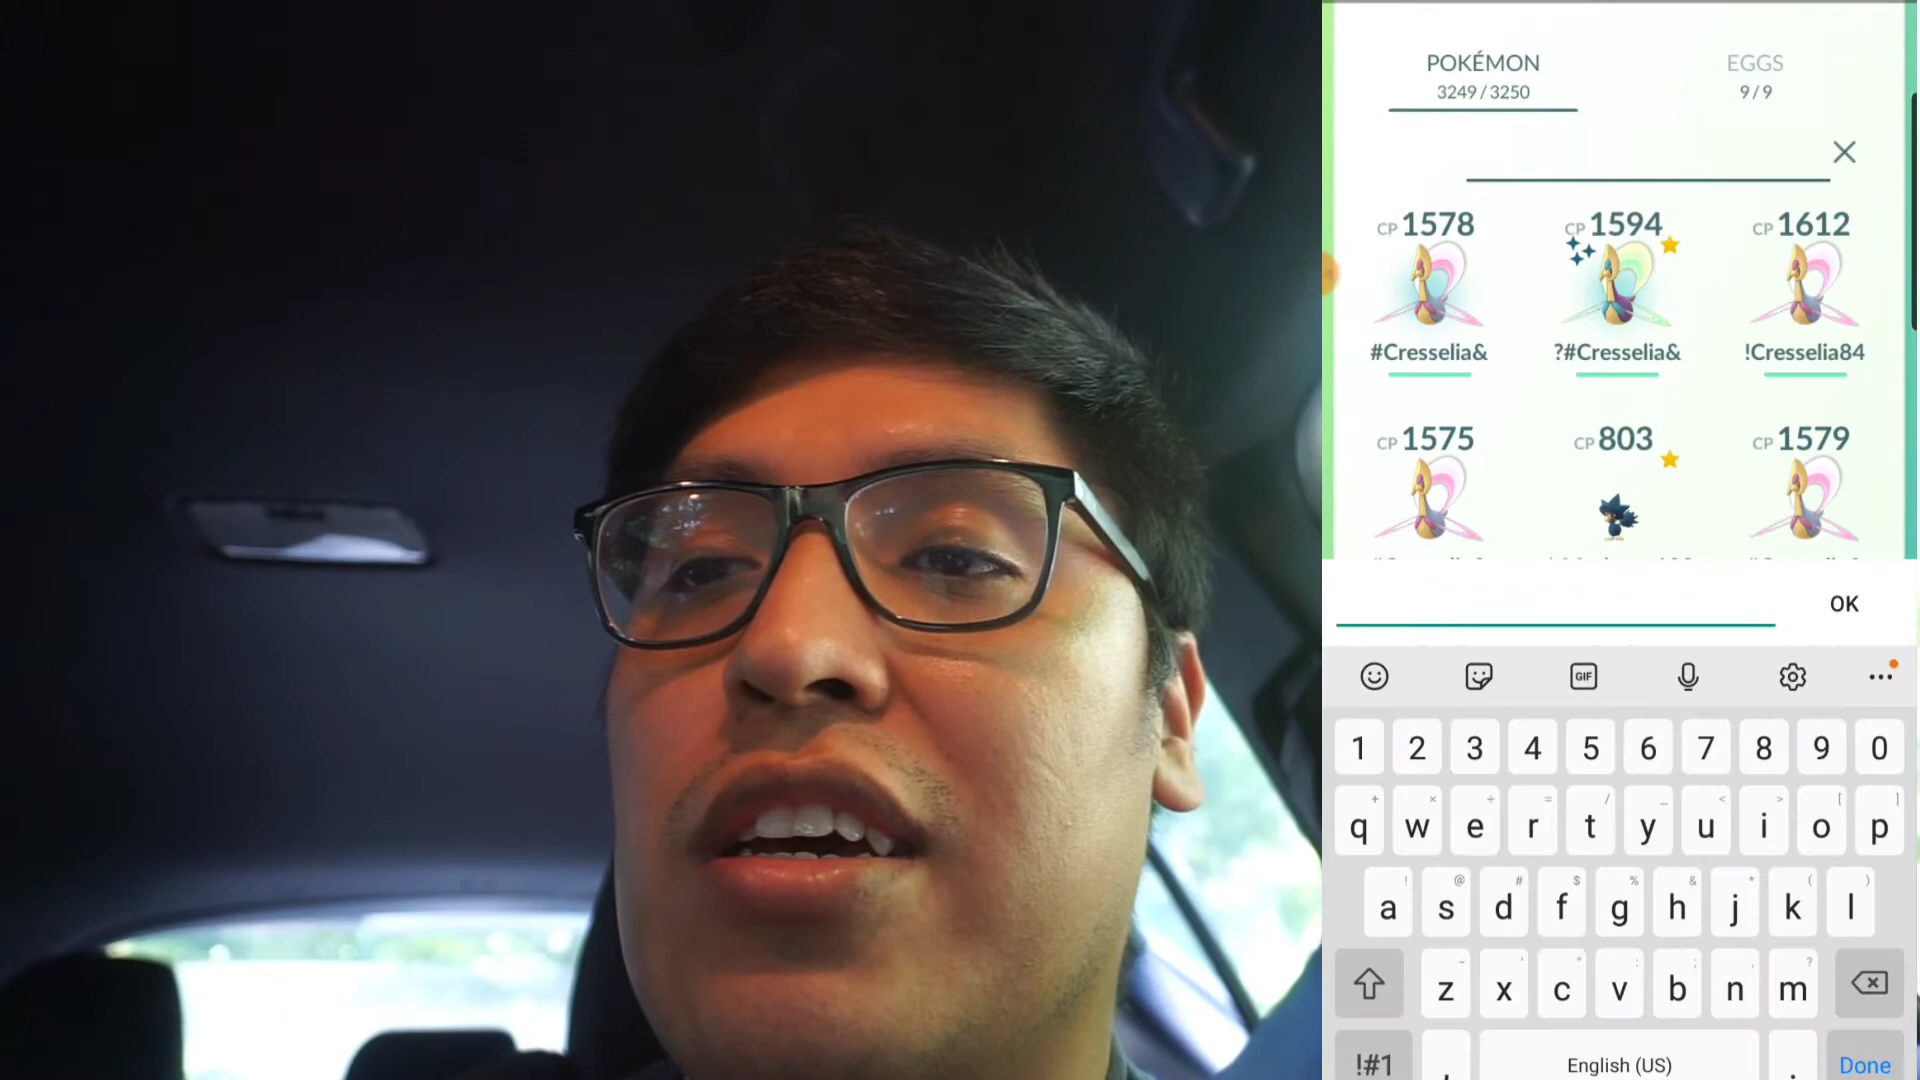 POKÉMON EGGS
3249 / 3250 9 / 9
CP 1578 CP 1594 CP 1612
#Cresselia& ?#Cresselia& !Cresselia84
CP 1575 CP 803 CP 1579
OK
GIF
1 2 3 4 5 6 7 8 9 0
+ × ÷ = / _ < > [ ]
q w e r t y u i o p
! @ # $ % & * ( )
a s d f g h j k l
- ' " : ; , ?
z x c v b n m
!#1 , English (US) . Done